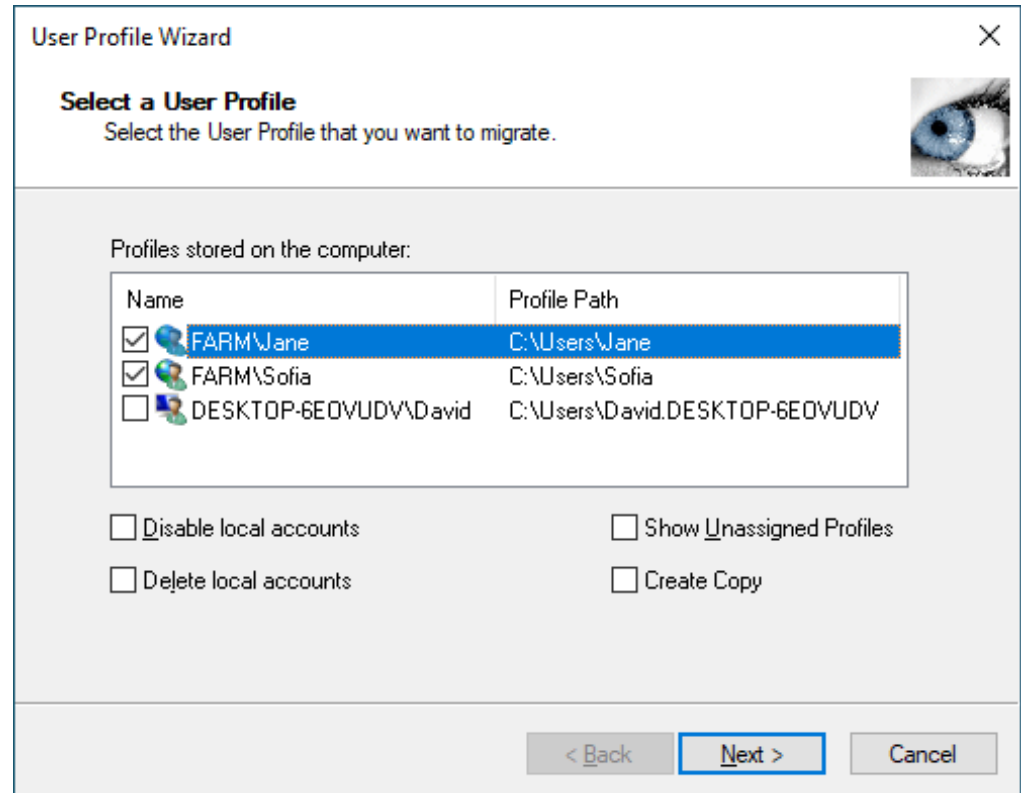 User Profile Wizard
Select a User Profile
Select the User Profile that you want to migrate.
Profiles stored on the computer:
Name Profile Path
FARM\Jane C:\Users\Jane
FARM\Sofia C:\Users\Sofia
DESKTOP-6EOVUDV\David C:\Users\David.DESKTOP-6EOVUDV
Disable local accounts Show Unassigned Profiles
Delete local accounts Create Copy
< Back Next > Cancel